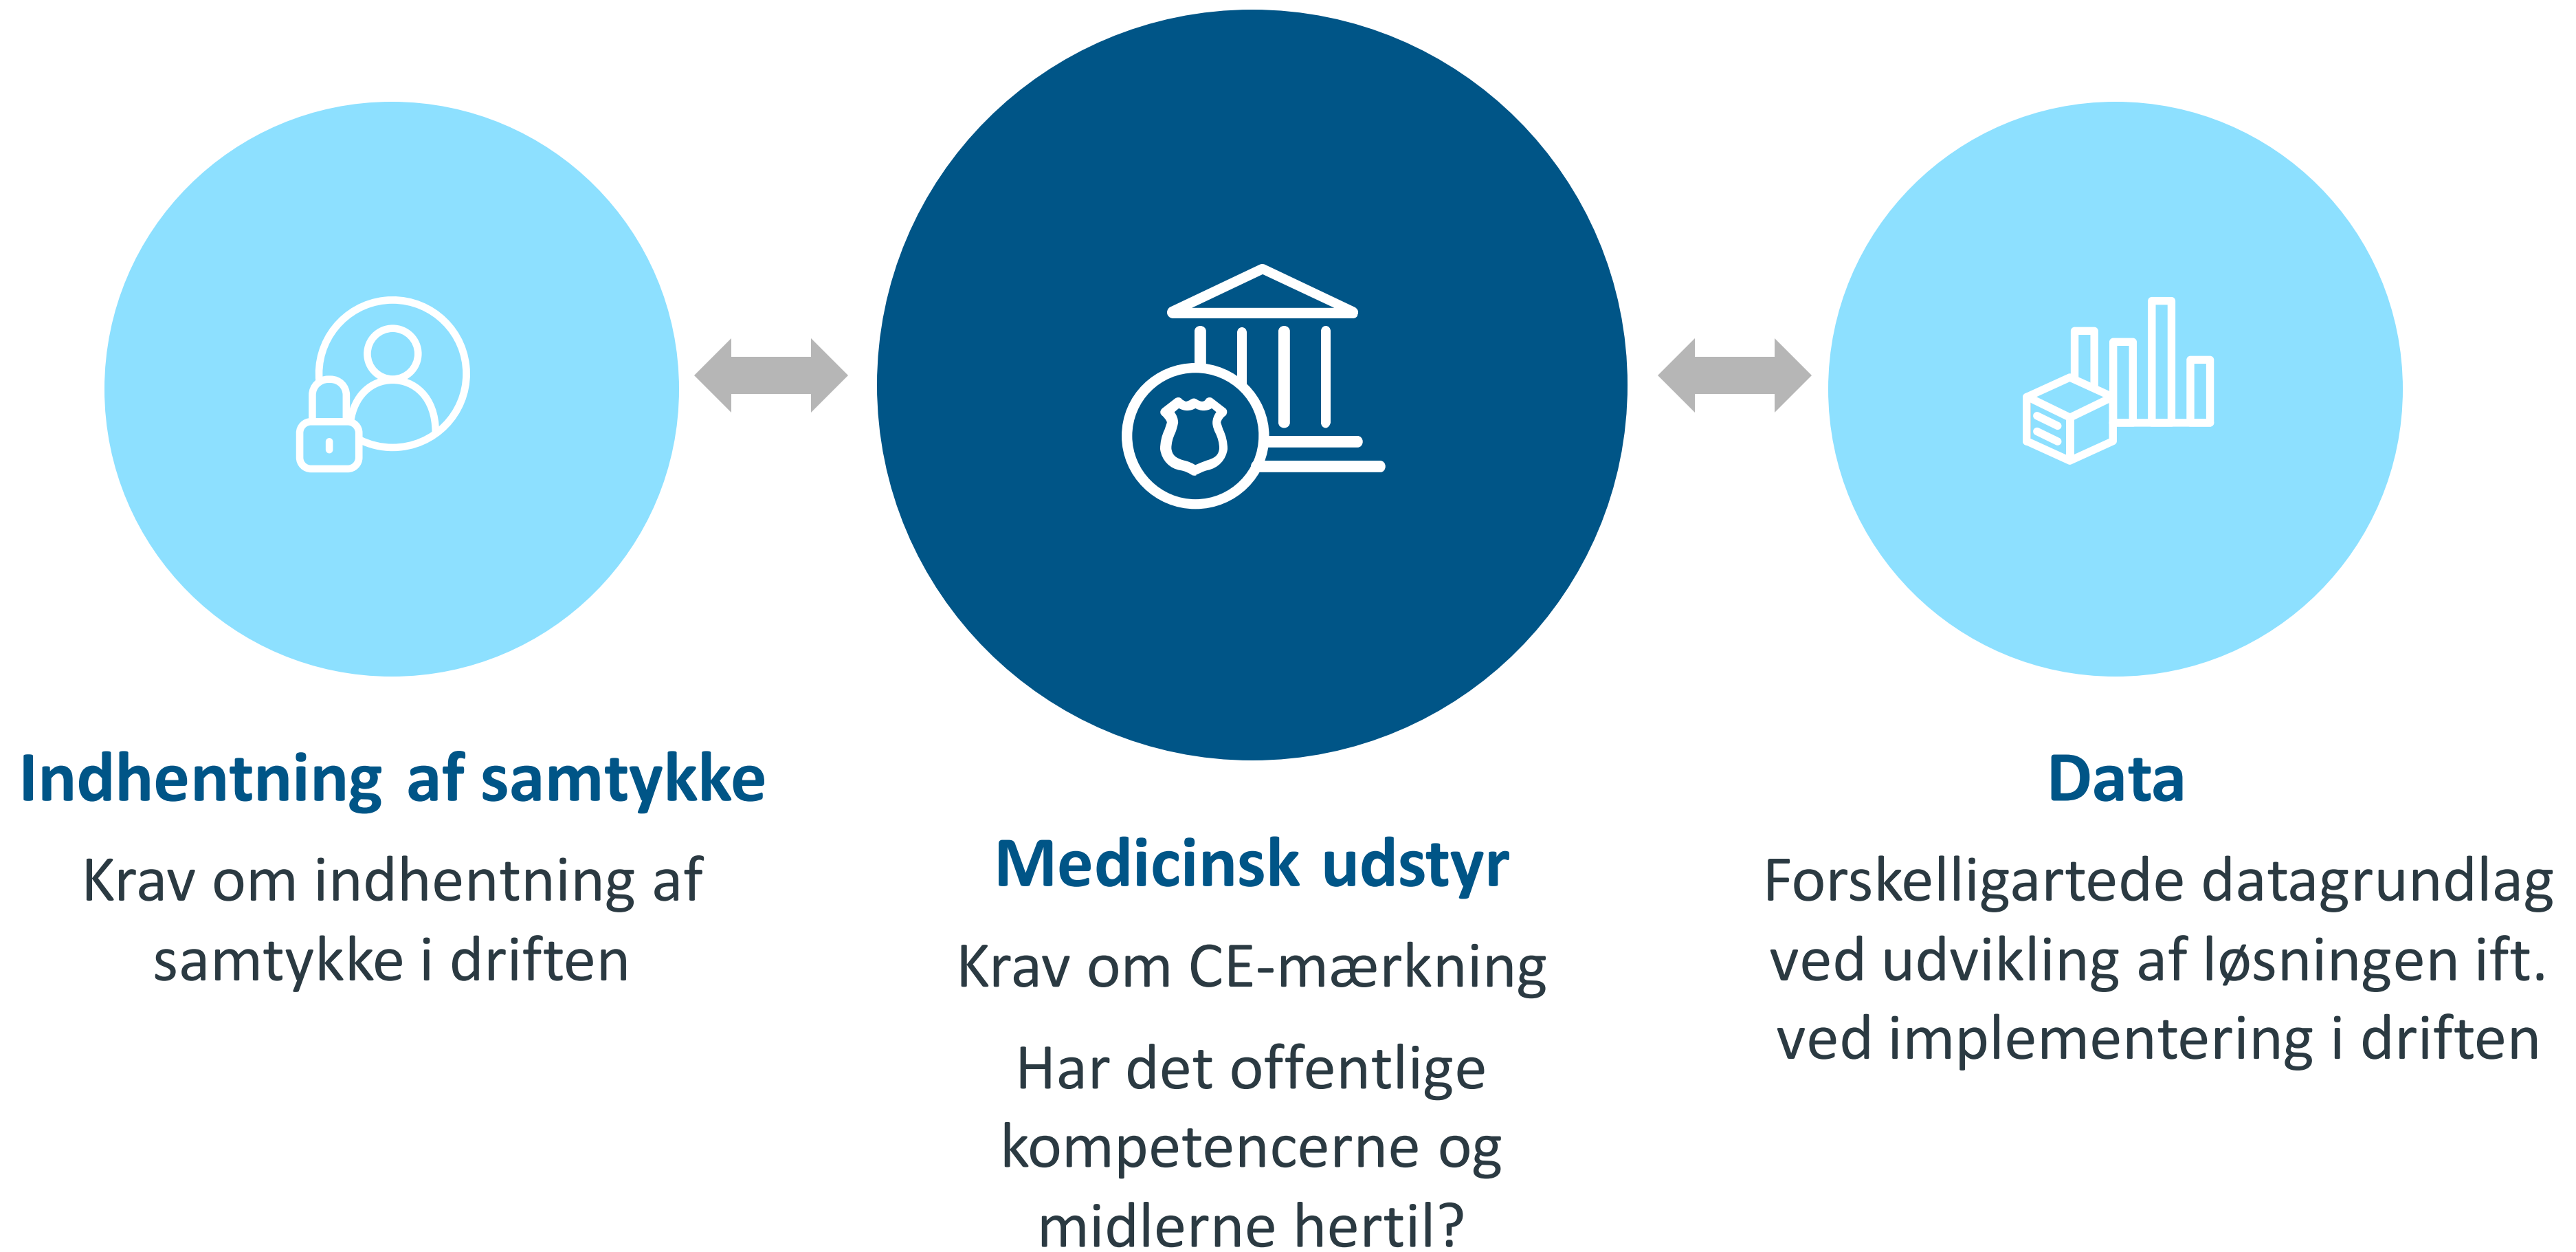 Indhentning af samtykke
Krav om indhentning af
samtykke i driften
Medicinsk udstyr
Krav om CE-mærkning
Har det offentlige
kompetencerne og
midlerne hertil?
Data
Forskelligartede datagrundlag
ved udvikling af løsningen ift.
ved implementering i driften